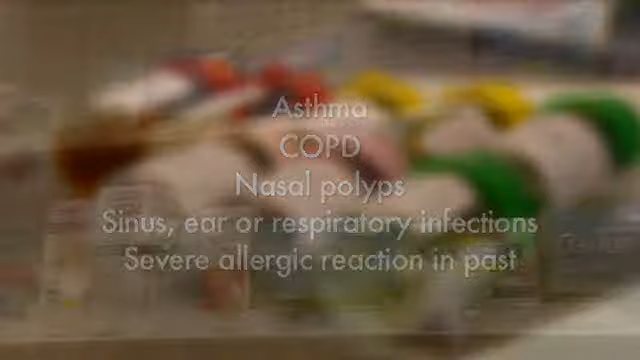 Asthma
COPD
Nasal polyps
Sinus, ear or respiratory infections
Severe allergic reaction in past